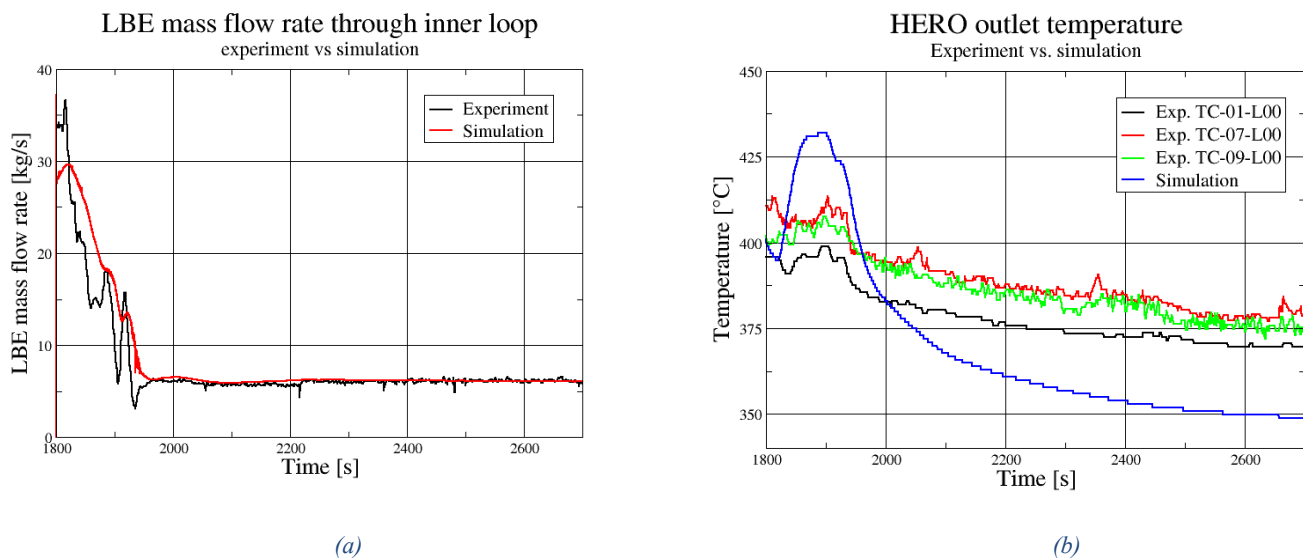 LBE mass flow rate through inner loop
experiment vs simulation
40
30
20
10
0
LBE mass flow rate [kg/s]
Experiment
Simulation
1800
2000
2200
2400
2600
Time [s]
(a)
HERO outlet temperature
Experiment vs. simulation
450
425
400
375
350
Temperature [°C]
Exp. TC-01-L00
Exp. TC-07-L00
Exp. TC-09-L00
Simulation
1800
2000
2200
2400
2600
Time [s]
(b)